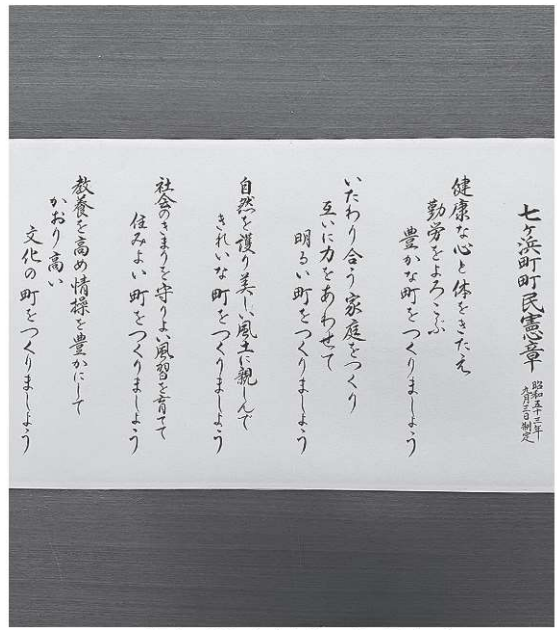 七ヶ浜町町民憲章
昭和五十三年
九月三日制定
健康な心と体をきたえ
勤労をよろこぶ
豊かな町をつくりましょう
いたわり合う家庭をつくり
互いに力をあわせて
明るい町をつくりましょう
自然を護り美しい風土に親しんで
きれいな町をつくりましょう
社会のきまりを守りよい風習を育てて
住みよい町をつくりましょう
教養を高め情操を豊かにして
かおり高い
文化の町をつくりましょう